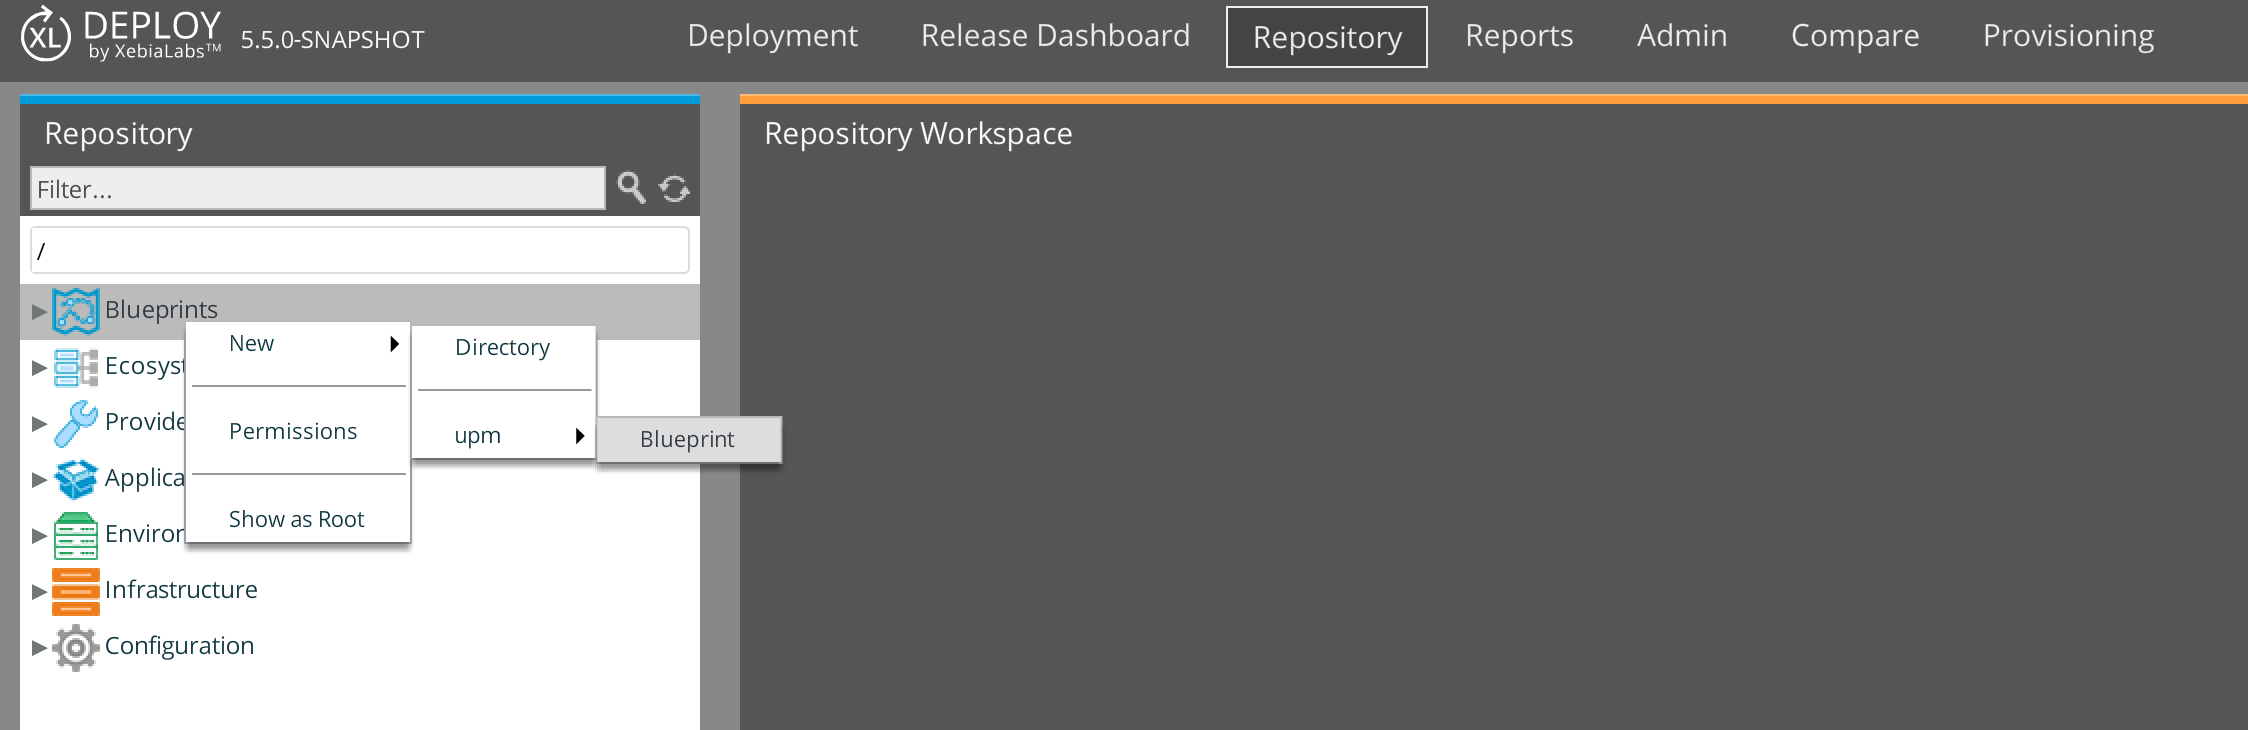 XL DEPLOY by XebiaLabs™ 5.5.0-SNAPSHOT
Deployment Release Dashboard Repository Reports Admin Compare Provisioning
Repository
Filter...
/
Blueprints
Ecosyst
Provide
Applica
Enviror
Infrastructure
Configuration
New
Permissions
Show as Root
Directory
upm
Blueprint
Repository Workspace